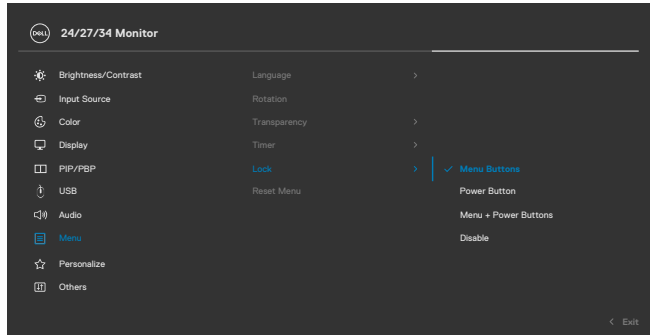 DELL 24/27/34 Monitor
Brightness/Contrast Language
Input Source Rotation
Color Transparency
Display Timer
PIP/PBP Lock Menu Buttons
USB Reset Menu Power Button
Audio Menu + Power Buttons
Menu Disable
Personalize
Others
Exit